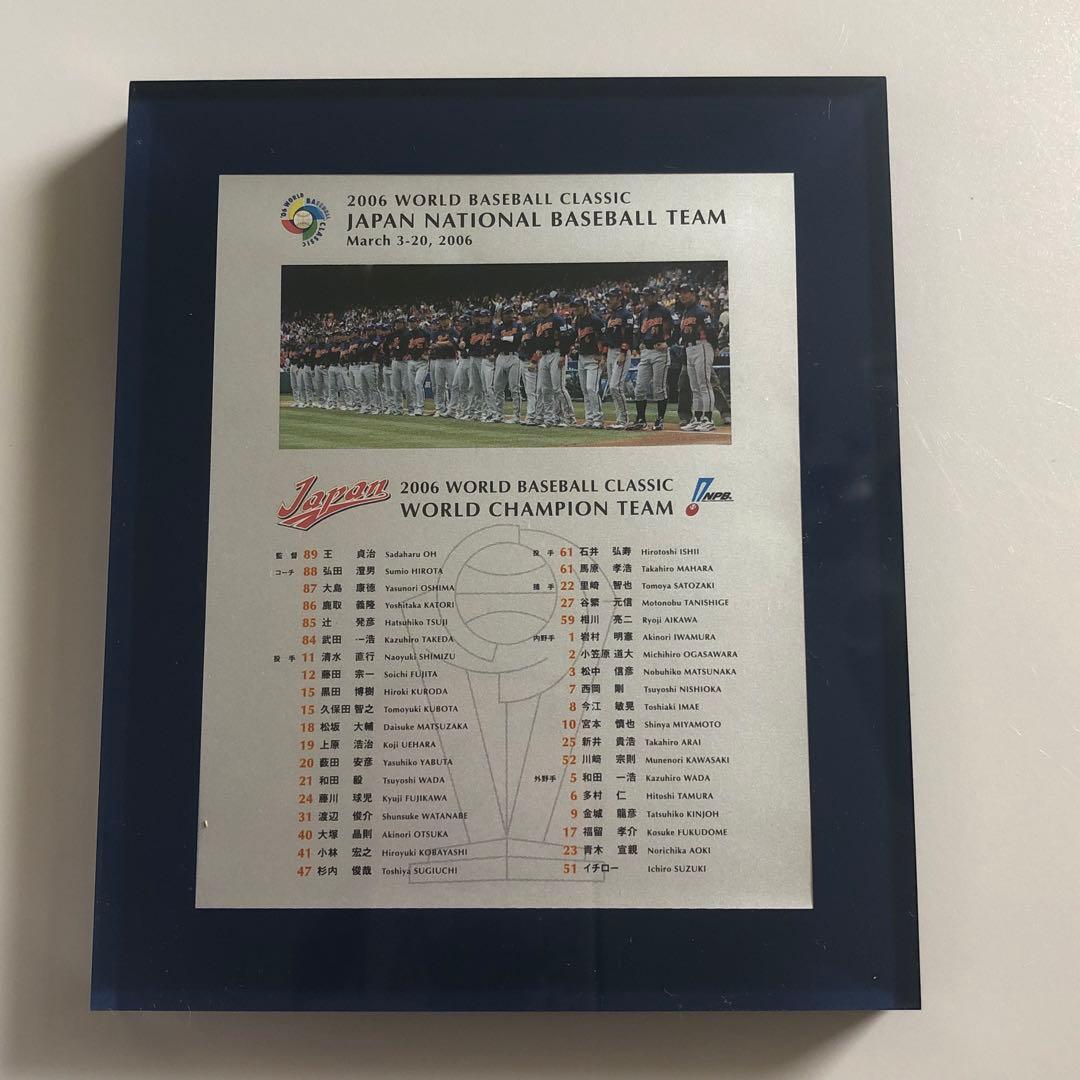 '06 WORLD BASEBALL CLASSIC
2006 WORLD BASEBALL CLASSIC
JAPAN NATIONAL BASEBALL TEAM
March 3-20, 2006
Japan
2006 WORLD BASEBALL CLASSIC
WORLD CHAMPION TEAM
NPB.
監督 89 王 貞治 Sadaharu OH
コーチ 88 弘田 澄男 Sumio HIROTA
87 大島 康徳 Yasunori OSHIMA
86 鹿取 義隆 Yoshitaka KATORI
85 辻 発彦 Hatsuhiko TSUJI
84 武田 一浩 Kazuhiro TAKEDA
投手 11 清水 直行 Naoyuki SHIMIZU
12 藤田 宗一 Soichi FUJITA
15 黒田 博樹 Hiroki KURODA
15 久保田 智之 Tomoyuki KUBOTA
18 松坂 大輔 Daisuke MATSUZAKA
19 上原 浩治 Koji UEHARA
20 薮田 安彦 Yasuhiko YABUTA
21 和田 毅 Tsuyoshi WADA
24 藤川 球児 Kyuji FUJIKAWA
31 渡辺 俊介 Shunsuke WATANABE
40 大塚 晶則 Akinori OTSUKA
41 小林 宏之 Hiroyuki KOBAYASHI
47 杉内 俊哉 Toshiya SUGIUCHI
投手 61 石井 弘寿 Hirotoshi ISHII
61 馬原 孝浩 Takahiro MAHARA
捕手 22 里崎 智也 Tomoya SATOZAKI
27 谷繁 元信 Motonobu TANISHIGE
59 相川 亮二 Ryoji AIKAWA
内野手 1 岩村 明憲 Akinori IWAMURA
2 小笠原 道大 Michihiro OGASAWARA
3 松中 信彦 Nobuhiko MATSUNAKA
7 西岡 剛 Tsuyoshi NISHIOKA
8 今江 敏晃 Toshiaki IMAE
10 宮本 慎也 Shinya MIYAMOTO
25 新井 貴浩 Takahiro ARAI
52 川﨑 宗則 Munenori KAWASAKI
外野手 5 和田 一浩 Kazuhiro WADA
6 多村 仁 Hitoshi TAMURA
9 金城 龍彦 Tatsuhiko KINJOH
17 福留 孝介 Kosuke FUKUDOME
23 青木 宣親 Norichika AOKI
51 イチロー Ichiro SUZUKI